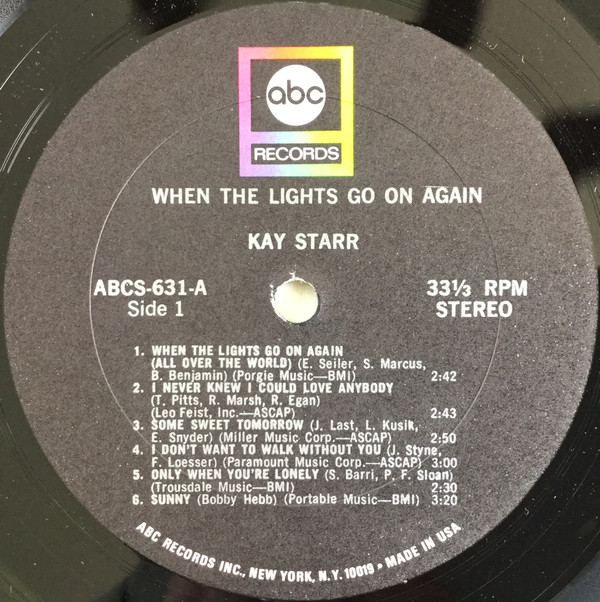 abc
RECORDS
WHEN THE LIGHTS GO ON AGAIN
KAY STARR
ABCS-631-A
Side 1
33⅓ RPM
STEREO
1. WHEN THE LIGHTS GO ON AGAIN
(ALL OVER THE WORLD) (E. Seiler, S. Marcus,
B. Benjamin) (Porgie Music—BMI) 2:42
2. I NEVER KNEW I COULD LOVE ANYBODY
(T. Pitts, R. Marsh, R. Egan)
(Leo Feist, Inc.—ASCAP) 2:43
3. SOME SWEET TOMORROW (J. Last, L. Kusik,
E. Snyder) (Miller Music Corp.—ASCAP) 2:50
4. I DON'T WANT TO WALK WITHOUT YOU (J. Styne,
F. Loesser) (Paramount Music Corp.—ASCAP) 3:00
5. ONLY WHEN YOU'RE LONELY (S. Barri, P. F. Sloan)
(Trousdale Music—BMI) 2:30
6. SUNNY (Bobby Hebb) (Portable Music—BMI) 3:20
ABC RECORDS INC., NEW YORK, N.Y. 10019 • MADE IN USA